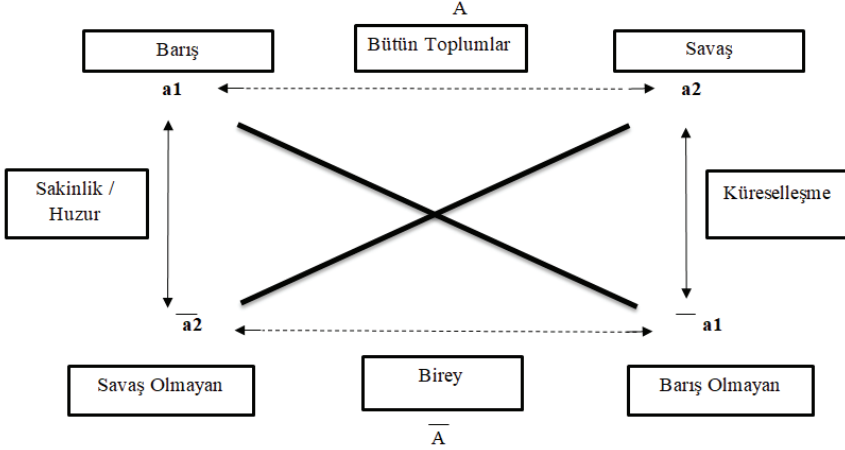 A
Barış
Bütün Toplumlar
Savaş
a1
a2
Sakinlik /
Huzur
Küreselleşme
a2
a1
Savaş Olmayan
Birey
Barış Olmayan
A